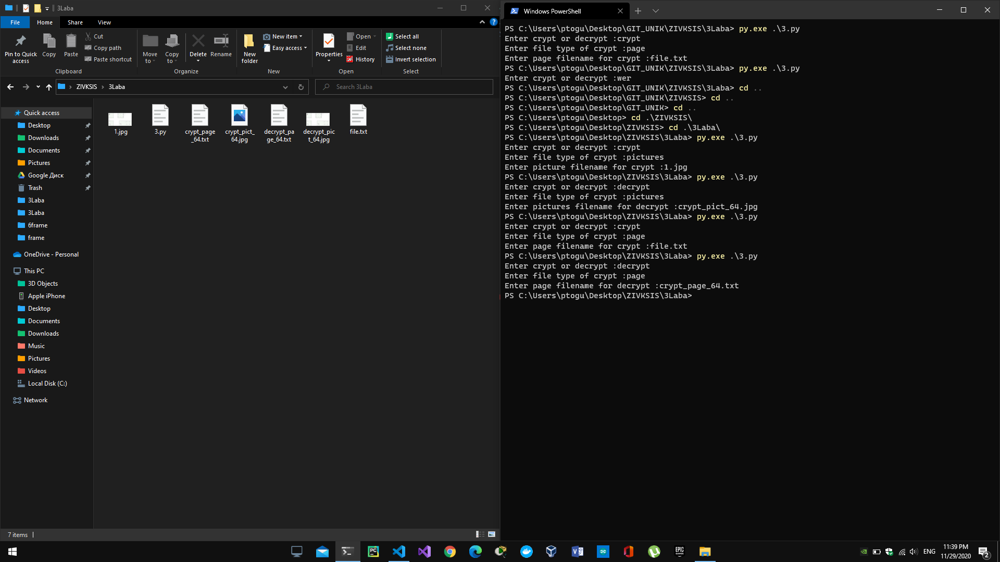 3Laba
File
Home
Share
View
Pin to Quick
access
Copy
Paste
Cut
Copy path
Paste shortcut
Clipboard
Move
to
Copy
to
Delete
Rename
Organize
New
folder
New item
Easy access
New
Properties
Open
Edit
History
Open
Select all
Select none
Invert selection
Select
ZIVKSIS
3Laba
Search 3Laba
Quick access
Desktop
Downloads
Documents
Pictures
Google Диск
Trash
3Laba
3Laba
6frame
frame
OneDrive - Personal
This PC
3D Objects
Apple iPhone
Desktop
Documents
Downloads
Music
Pictures
Videos
Local Disk (C:)
Network
1.jpg
3.py
crypt_page
_64.txt
crypt_pict_
64.jpg
decrypt_pa
ge_64.txt
decrypt_pic
t_64.jpg
file.txt
7 items
Windows PowerShell
PS C:\Users\ptogu\Desktop\GIT_UNIK\ZIVKSIS\3Laba> py.exe .\3.py
Enter crypt or decrypt :crypt
Enter file type of crypt :page
Enter page filename for crypt :file.txt
PS C:\Users\ptogu\Desktop\GIT_UNIK\ZIVKSIS\3Laba> py.exe .\3.py
Enter crypt or decrypt :wer
PS C:\Users\ptogu\Desktop\GIT_UNIK\ZIVKSIS\3Laba> cd ..
PS C:\Users\ptogu\Desktop\GIT_UNIK\ZIVKSIS> cd ..
PS C:\Users\ptogu\Desktop\GIT_UNIK> cd ..
PS C:\Users\ptogu\Desktop> cd .\ZIVKSIS\
PS C:\Users\ptogu\Desktop\ZIVKSIS> cd .\3Laba\
PS C:\Users\ptogu\Desktop\ZIVKSIS\3Laba> py.exe .\3.py
Enter crypt or decrypt :crypt
Enter file type of crypt :pictures
Enter picture filename for crypt :1.jpg
PS C:\Users\ptogu\Desktop\ZIVKSIS\3Laba> py.exe .\3.py
Enter crypt or decrypt :decrypt
Enter file type of crypt :pictures
Enter pictures filename for decrypt :crypt_pict_64.jpg
PS C:\Users\ptogu\Desktop\ZIVKSIS\3Laba> py.exe .\3.py
Enter crypt or decrypt :crypt
Enter file type of crypt :page
Enter page filename for crypt :file.txt
PS C:\Users\ptogu\Desktop\ZIVKSIS\3Laba> py.exe .\3.py
Enter crypt or decrypt :decrypt
Enter file type of crypt :page
Enter page filename for decrypt :crypt_page_64.txt
PS C:\Users\ptogu\Desktop\ZIVKSIS\3Laba>
PC
EPIC
GAMES
ENG
11:39 PM
11/29/2020
2